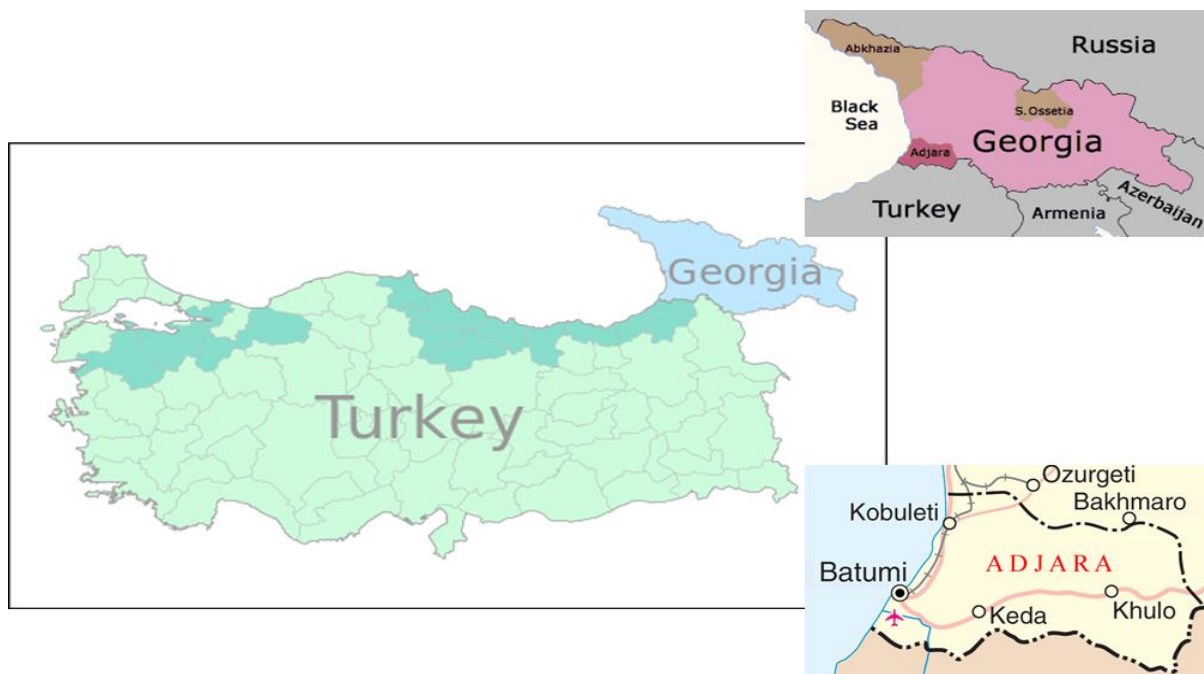 Abkhazia
Russia
Black
Sea
S. Ossetia
Georgia
Adjara
Turkey
Armenia
Azerbaijan
Georgia
Turkey
Ozurgeti
Bakhmaro
Kobuleti
ADJARA
Batumi
Khulo
Keda